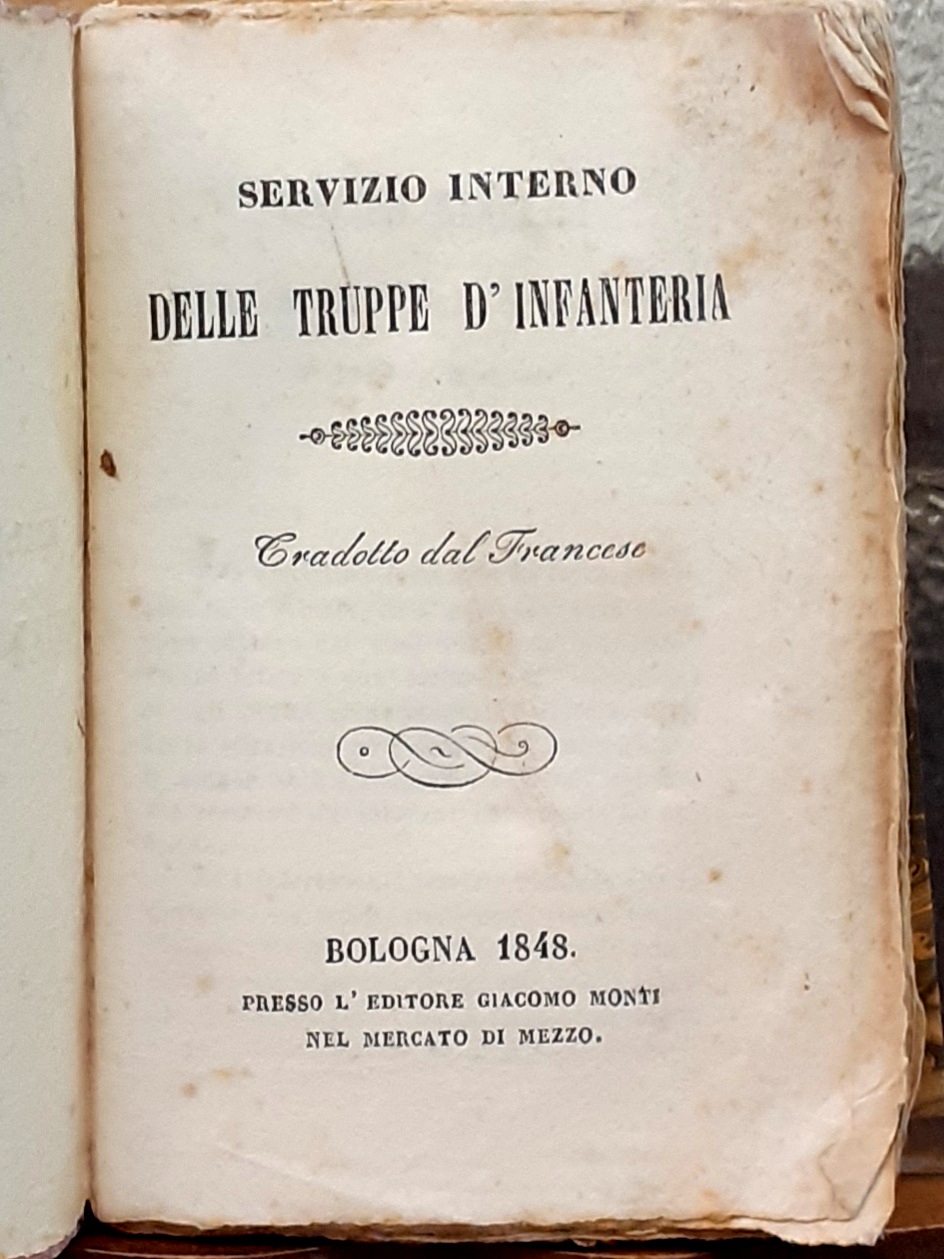 SERVIZIO INTERNO
DELLE TRUPPE D' INFANTERIA
Tradotto dal Francese
BOLOGNA 1848.
PRESSO L' EDITORE GIACOMO MONTI
NEL MERCATO DI MEZZO.